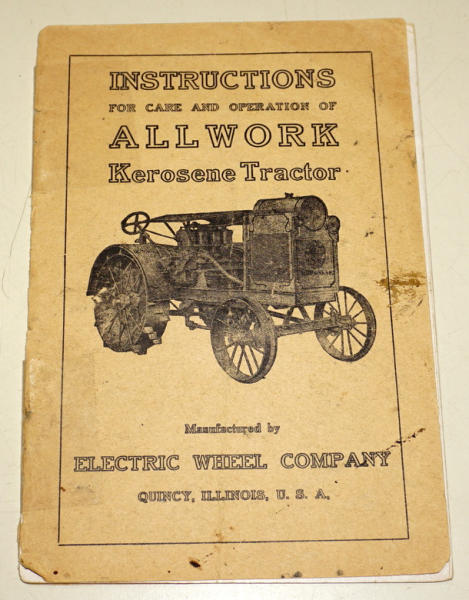 INSTRUCTIONS
FOR CARE AND OPERATION OF
ALLWORK
Kerosene Tractor
Manufactured by
ELECTRIC WHEEL COMPANY
QUINCY, ILLINOIS, U. S. A.